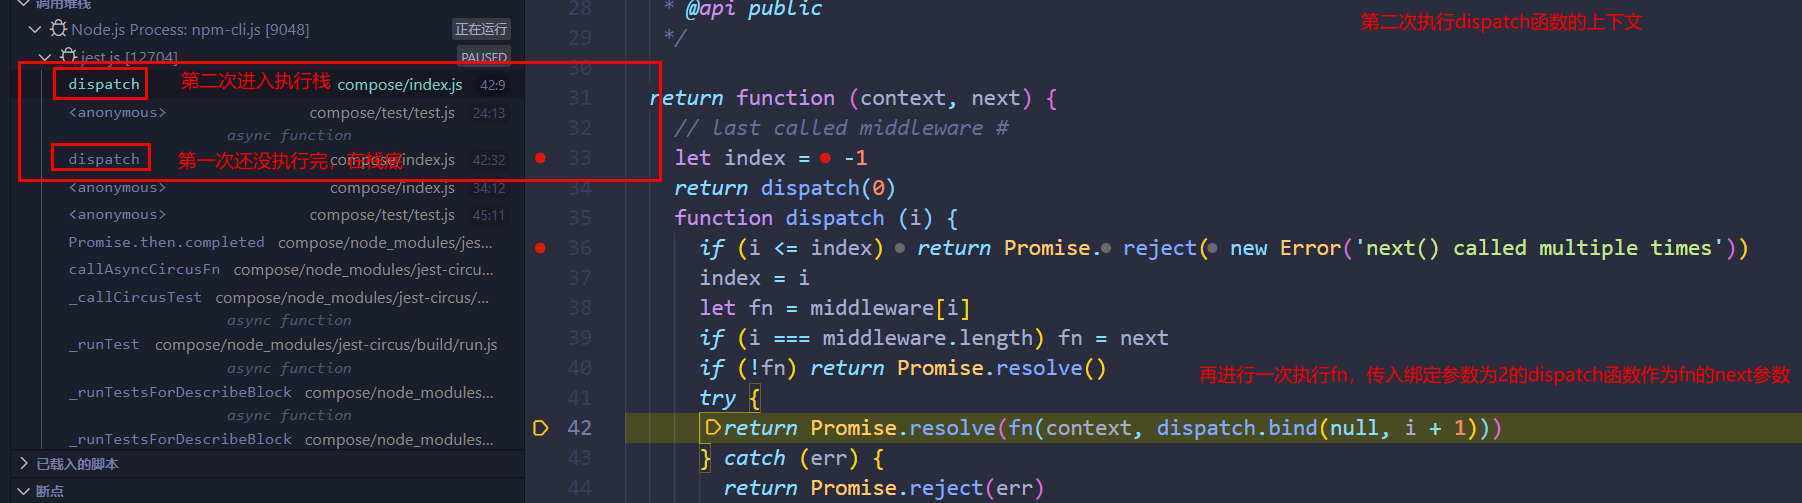 调用堆栈
Node.js Process: npm-cli.js [9048] 正在运行
jest.js [12704] PAUSED
dispatch 第二次进入执行栈 compose/index.js 42:9
<anonymous> compose/test/test.js 24:13
async function
dispatch 第一次还没执行完，在栈底 compose/index.js 42:32
<anonymous> compose/index.js 34:12
<anonymous> compose/test/test.js 45:11
Promise.then.completed compose/node_modules/jes...
callAsyncCircusFn compose/node_modules/jest-circu...
_callCircusTest compose/node_modules/jest-circus/...
async function
_runTest compose/node_modules/jest-circus/build/run.js
async function
_runTestsForDescribeBlock compose/node_modules...
async function
_runTestsForDescribeBlock compose/node_modules...
已载入的脚本
断点
28 * @api public
第二次执行dispatch函数的上下文
29 */
30
31 return function (context, next) {
32 // last called middleware #
33 let index = -1
34 return dispatch(0)
35 function dispatch (i) {
36 if (i <= index) return Promise.reject(new Error('next() called multiple times'))
37 index = i
38 let fn = middleware[i]
39 if (i === middleware.length) fn = next
40 if (!fn) return Promise.resolve()
再进行一次执行fn，传入绑定参数为2的dispatch函数作为fn的next参数
41 try {
42 return Promise.resolve(fn(context, dispatch.bind(null, i + 1)))
43 } catch (err) {
44 return Promise.reject(err)